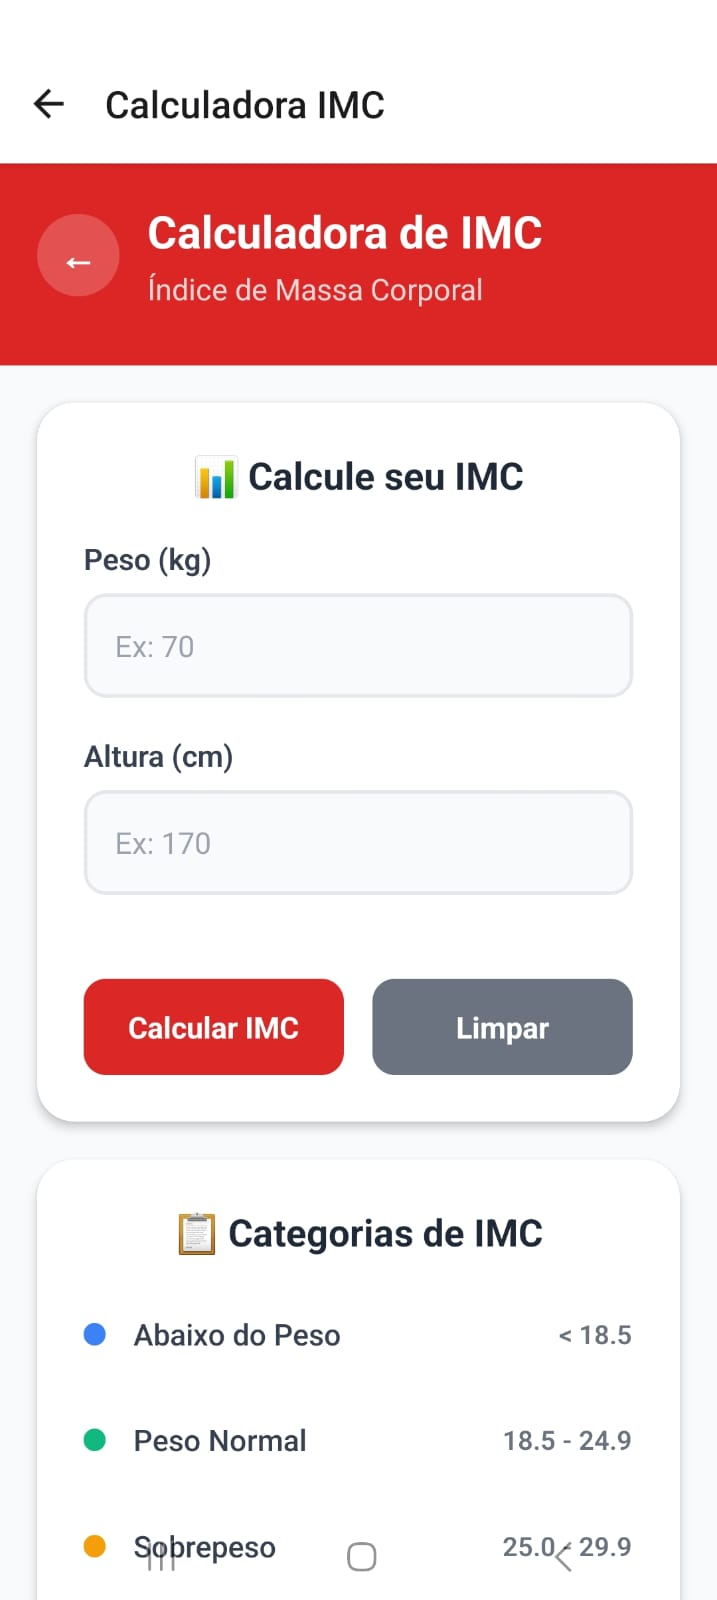 Calculadora IMC
Calculadora de IMC
Índice de Massa Corporal
Calcule seu IMC
Peso (kg)
Ex: 70
Altura (cm)
Ex: 170
Calcular IMC Limpar
Categorias de IMC
Abaixo do Peso < 18.5
Peso Normal 18.5 - 24.9
Sobrepeso 25.0 - 29.9